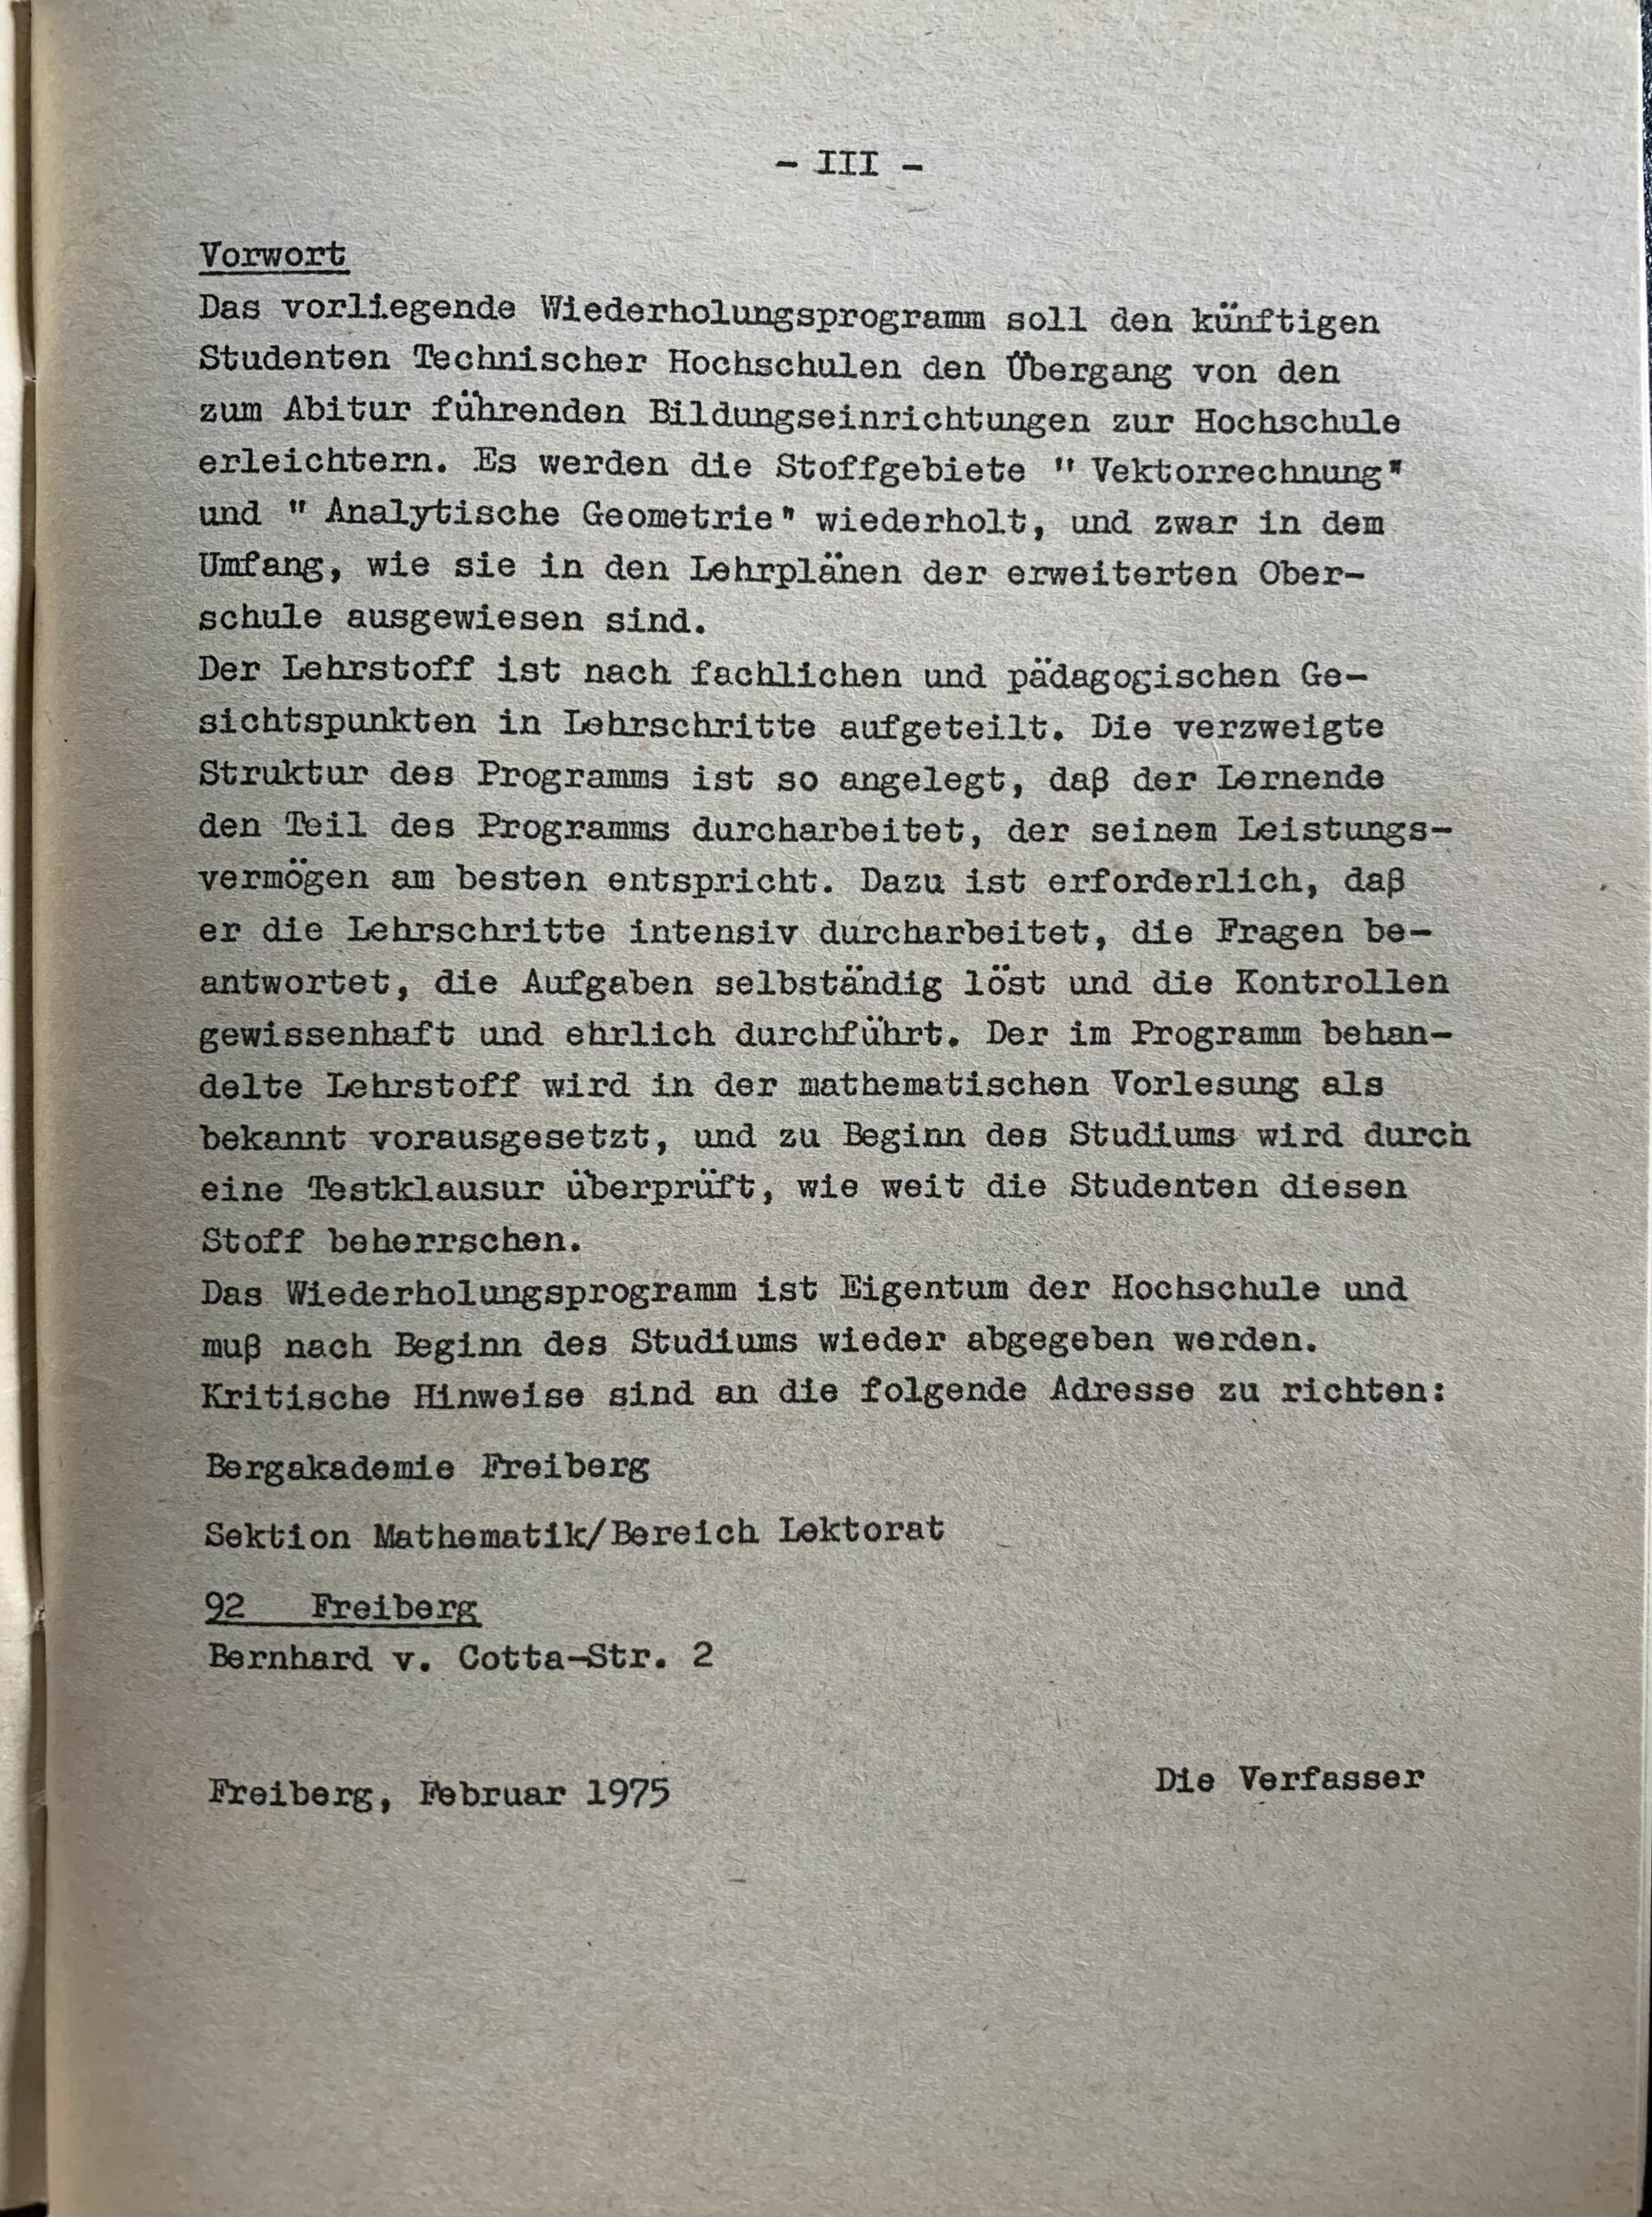 - III -
Vorwort
Das vorliegende Wiederholungsprogramm soll den künftigen
Studenten Technischer Hochschulen den Übergang von den
zum Abitur führenden Bildungseinrichtungen zur Hochschule
erleichtern. Es werden die Stoffgebiete " Vektorrechnung"
und " Analytische Geometrie" wiederholt, und zwar in dem
Umfang, wie sie in den Lehrplänen der erweiterten Ober-
schule ausgewiesen sind.
Der Lehrstoff ist nach fachlichen und pädagogischen Ge-
sichtspunkten in Lehrschritte aufgeteilt. Die verzweigte
Struktur des Programms ist so angelegt, daß der Lernende
den Teil des Programms durcharbeitet, der seinem Leistungs-
vermögen am besten entspricht. Dazu ist erforderlich, daß
er die Lehrschritte intensiv durcharbeitet, die Fragen be-
antwortet, die Aufgaben selbständig löst und die Kontrollen
gewissenhaft und ehrlich durchführt. Der im Programm behan-
delte Lehrstoff wird in der mathematischen Vorlesung als
bekannt vorausgesetzt, und zu Beginn des Studiums wird durch
eine Testklausur überprüft, wie weit die Studenten diesen
Stoff beherrschen.
Das Wiederholungsprogramm ist Eigentum der Hochschule und
muß nach Beginn des Studiums wieder abgegeben werden.
Kritische Hinweise sind an die folgende Adresse zu richten:
Bergakademie Freiberg
Sektion Mathematik/Bereich Lektorat
92 Freiberg
Bernhard v. Cotta-Str. 2
Freiberg, Februar 1975 Die Verfasser